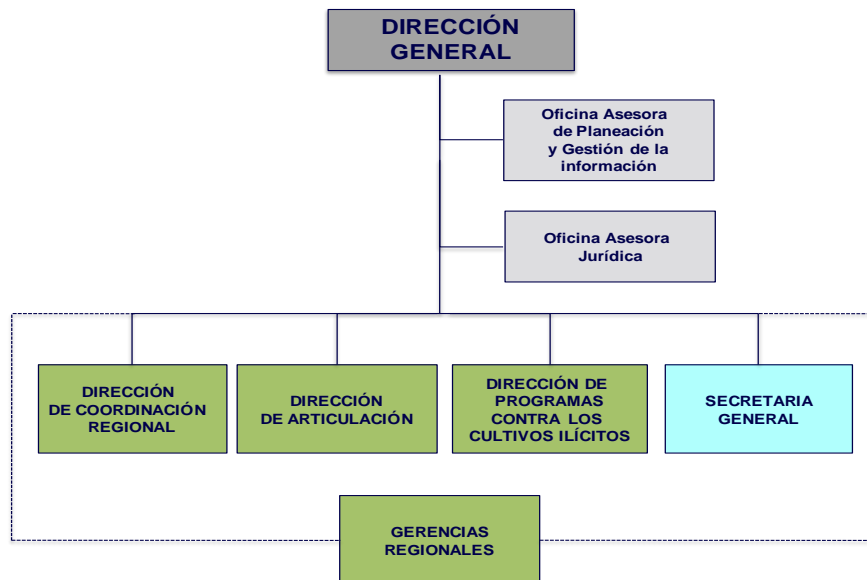 DIRECCIÓN
GENERAL
Oficina Asesora
de Planeación
y Gestión de la
información
Oficina Asesora
Jurídica
DIRECCIÓN
DE COORDINACIÓN
REGIONAL
DIRECCIÓN
DE ARTICULACIÓN
DIRECCIÓN DE
PROGRAMAS
CONTRA LOS
CULTIVOS ILÍCITOS
SECRETARIA
GENERAL
GERENCIAS
REGIONALES